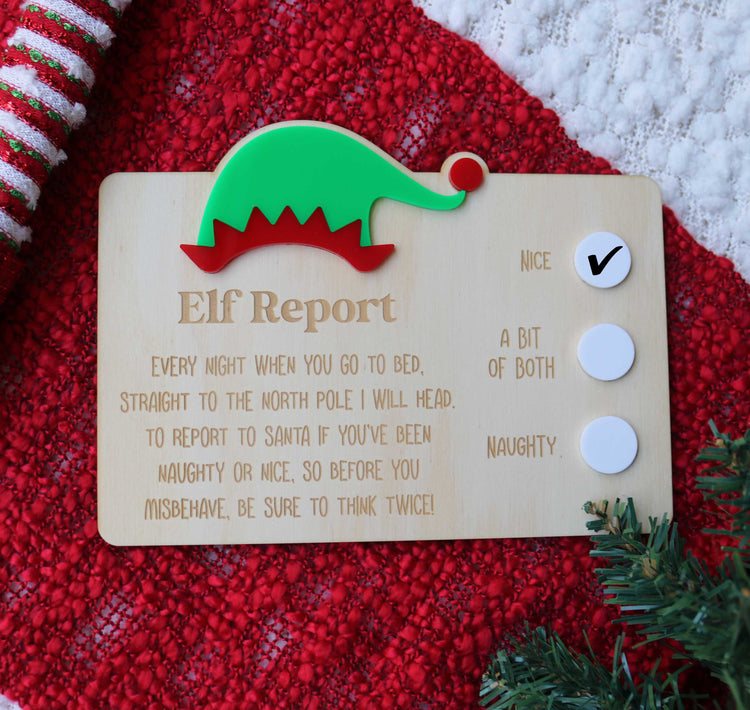 Elf Report
EVERY NIGHT WHEN YOU GO TO BED,
STRAIGHT TO THE NORTH POLE I WILL HEAD.
TO REPORT TO SANTA IF YOU'VE BEEN
NAUGHTY OR NICE, SO BEFORE YOU
MISBEHAVE, BE SURE TO THINK TWICE!
NICE
A BIT
OF BOTH
NAUGHTY